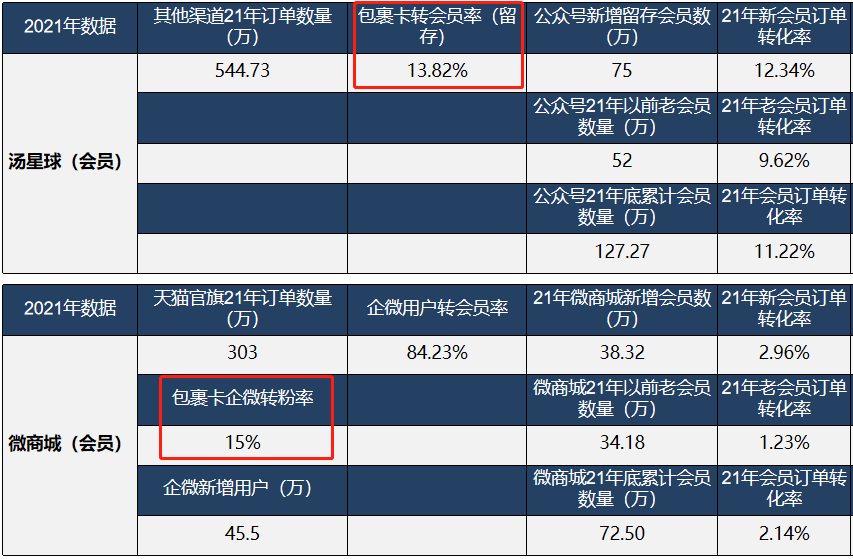 2021年数据
其他渠道21年订单数量
(万)
包裹卡转会员率（留
存）
公众号新增留存会员数
(万)
21年新会员订单
转化率
544.73
13.82%
75
12.34%
汤星球（会员）
公众号21年以前老会员
数量（万）
21年老会员订单
转化率
52
9.62%
公众号21年底累计会员
数量（万）
21年会员订单转
化率
127.27
11.22%
2021年数据
天猫官旗21年订单数量
（万）
企微用户转会员率
21年微商城新增会员数
（万）
21年新会员订单
转化率
303
84.23%
38.32
2.96%
微商城（会员）
包裹卡企微转粉率
微商城21年以前老会员
数量（万）
21年老会员订单
转化率
15%
34.18
1.23%
企微新增用户（万）
微商城21年底累计会员
数量（万）
21年会员订单转
化率
45.5
72.50
2.14%